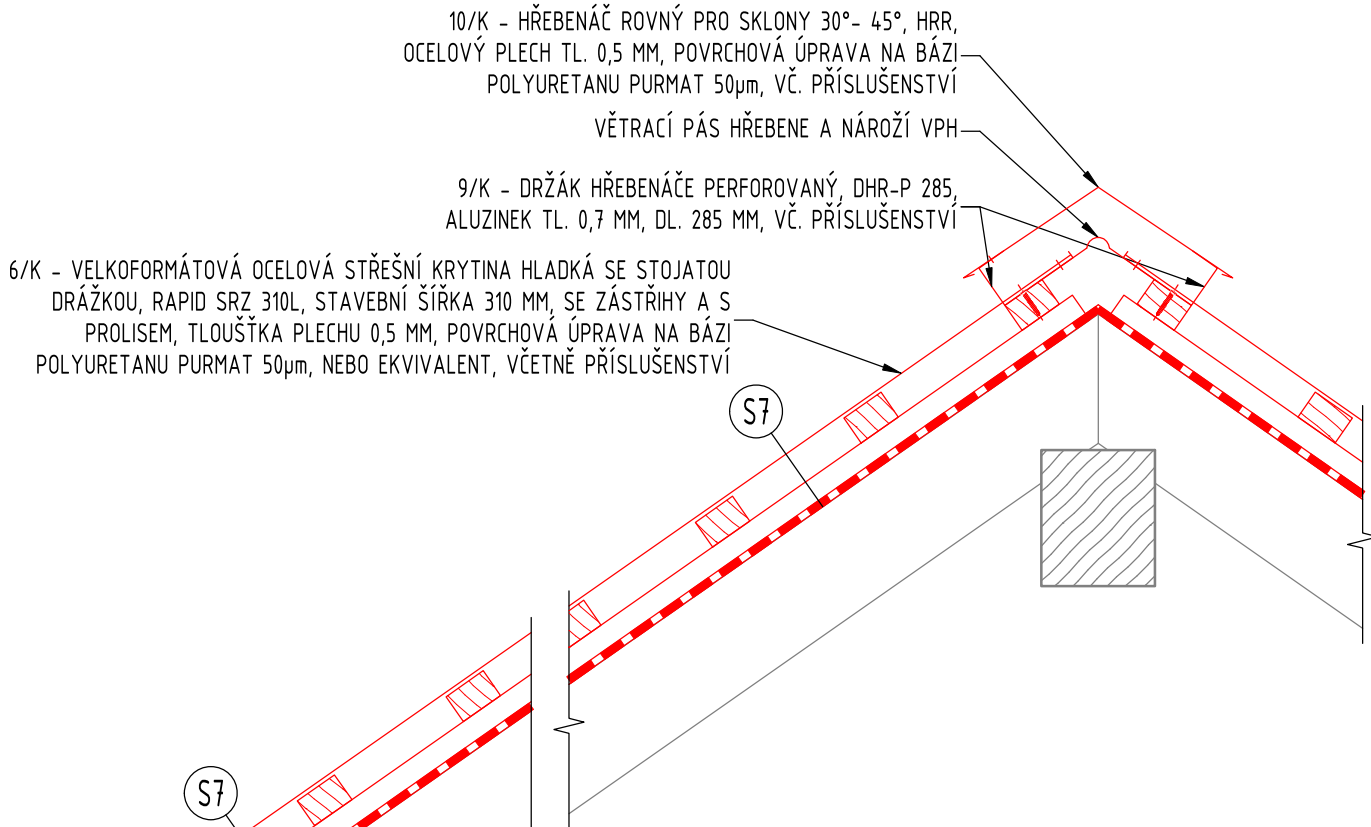 10/K - HŘEBENÁČ ROVNÝ PRO SKLONY 30°- 45°, HRR,
OCELOVÝ PLECH TL. 0,5 MM, POVRCHOVÁ ÚPRAVA NA BÁZI
POLYURETANU PURMAT 50µm, VČ. PŘÍSLUŠENSTVÍ
VĚTRACÍ PÁS HŘEBENE A NÁROŽÍ VPH
9/K - DRŽÁK HŘEBENÁČE PERFOROVANÝ, DHR-P 285,
ALUZINEK TL. 0,7 MM, DL. 285 MM, VČ. PŘÍSLUŠENSTVÍ
6/K - VELKOFORMÁTOVÁ OCELOVÁ STŘEŠNÍ KRYTINA HLADKÁ SE STOJATOU
DRÁŽKOU, RAPID SRZ 310L, STAVEBNÍ ŠÍŘKA 310 MM, SE ZÁSTŘIHY A S
PROLISEM, TLOUŠŤKA PLECHU 0,5 MM, POVRCHOVÁ ÚPRAVA NA BÁZI
POLYURETANU PURMAT 50µm, NEBO EKVIVALENT, VČETNĚ PŘÍSLUŠENSTVÍ
S7
S7